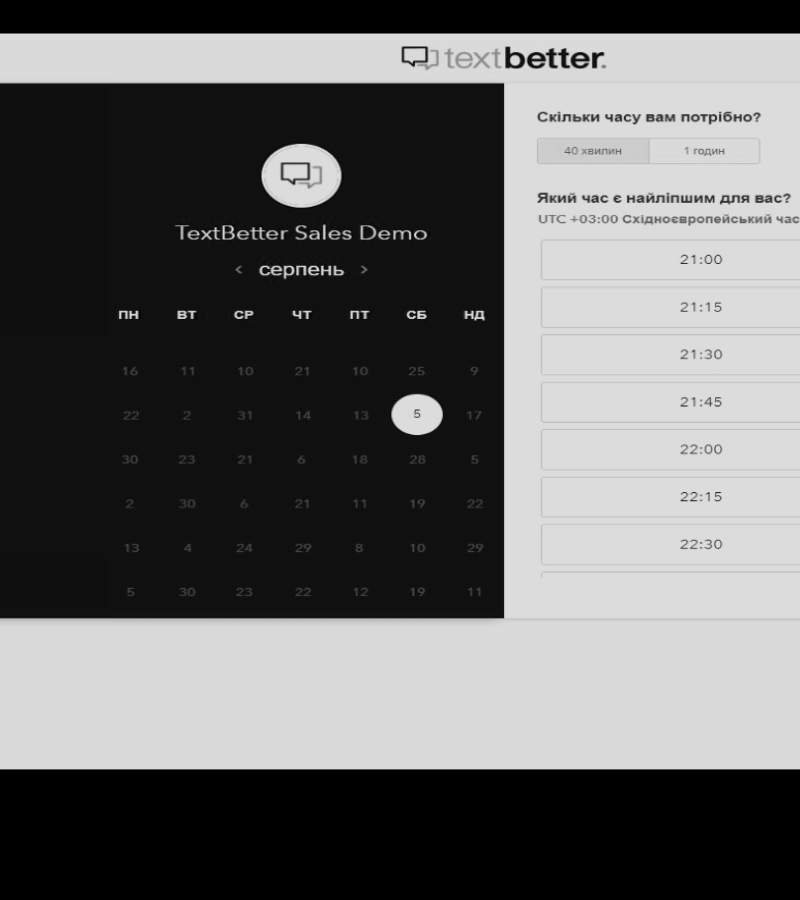 textbetter.
TextBetter Sales Demo
‹ серпень ›
ПН ВТ СР ЧТ ПТ СБ НД
16 11 10 21 10 25 9
22 2 31 14 13 5 17
30 23 21 6 18 28 5
2 30 6 21 11 19 22
13 4 24 29 8 10 29
5 30 23 22 12 19 11
Скільки часу вам потрібно?
40 хвилин 1 годин
Який час є найліпшим для вас?
UTC +03:00 Східноєвропейський час
21:00
21:15
21:30
21:45
22:00
22:15
22:30